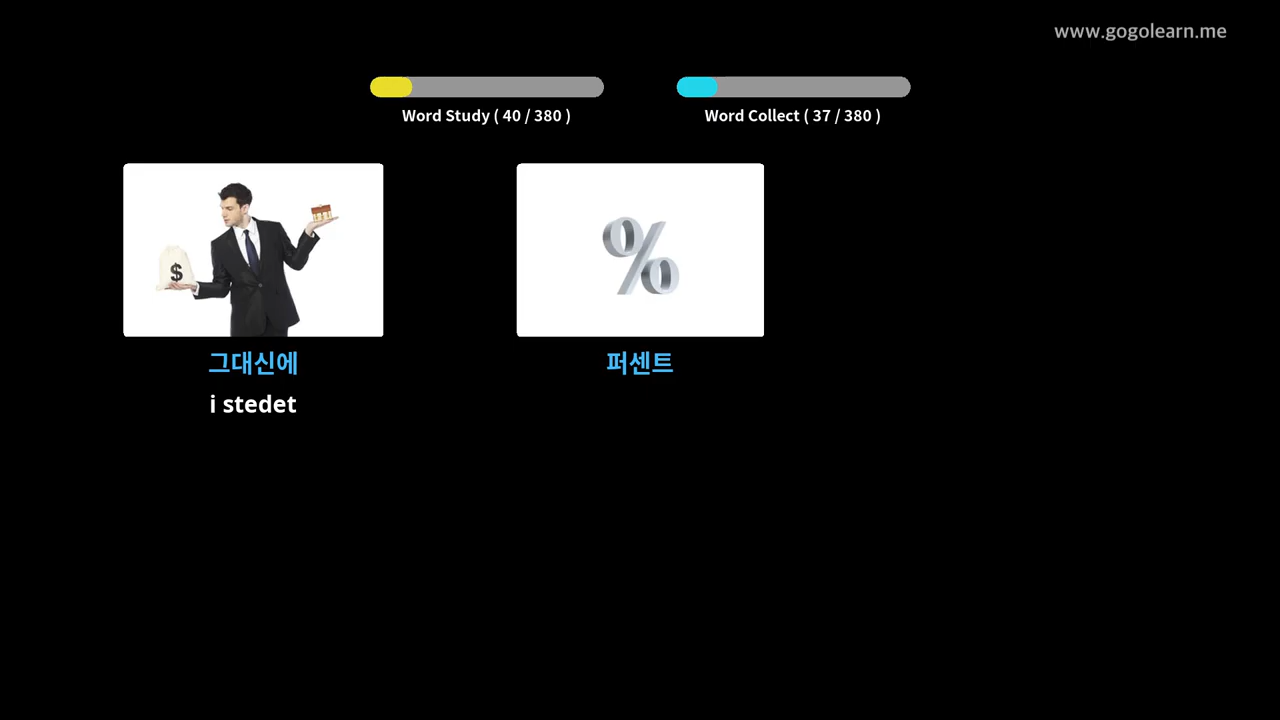 www.gogolearn.me
Word Study ( 40 / 380 )
Word Collect ( 37 / 380 )
$
%
그대신에
퍼센트
i stedet